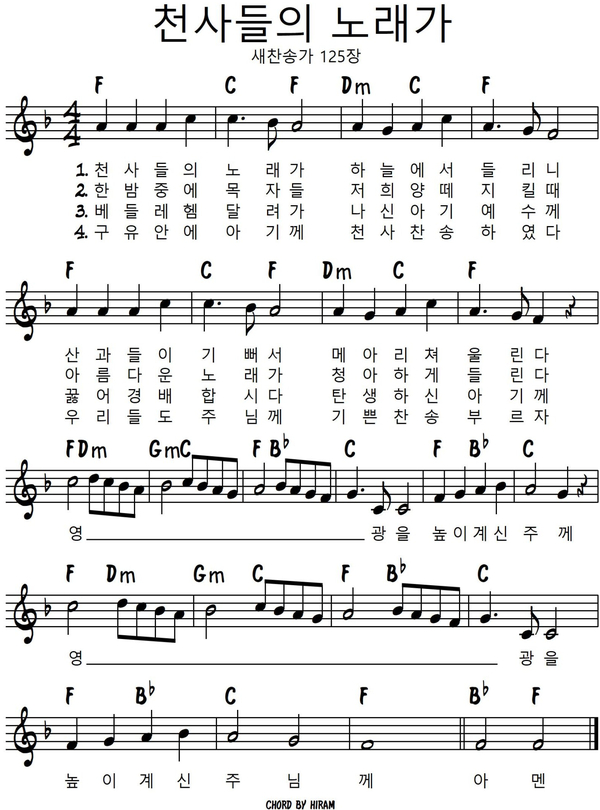 천사들의 노래가
새찬송가 125장
F C F Dm C F
1. 천 사 들 의 노 래 가 하 늘 에 서 들 리 니
2. 한 밤 중 에 목 자 들 저 희 양 떼 지 킬 때
3. 베 들 레 헴 달 려 가 나 신 아 기 예 수 께
4. 구 유 안 에 아 기 께 천 사 찬 송 하 였 다
F C F Dm C F
산 과 들 이 기 뻐 서 메 아 리 쳐 울 린 다
아 름 다 운 노 래 가 청 아 하 게 들 린 다
꿇 어 경 배 합 시 다 탄 생 하 신 아 기 께
우 리 들 도 주 님 께 기 쁜 찬 송 부 르 자
F Dm Gm C F B♭ C F B♭ C
영 광 을 높 이 계 신 주 께
F Dm Gm C F B♭ C
영 광 을
F B♭ C F B♭ F
높 이 계 신 주 님 께 아 멘
CHORD BY HIRAM